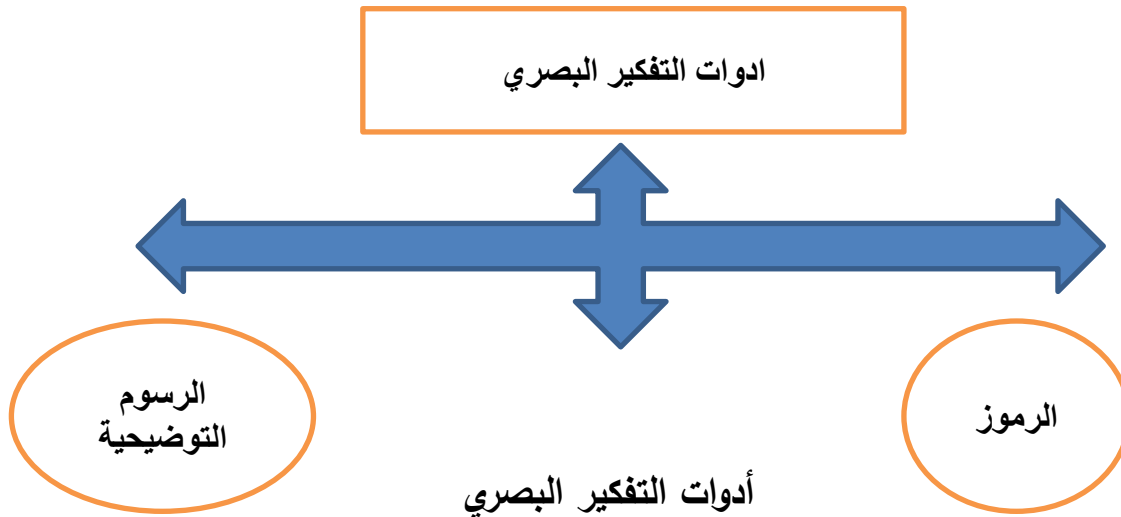 ادوات التفكير البصري
الرموز
الرسوم
التوضيحية
أدوات التفكير البصري